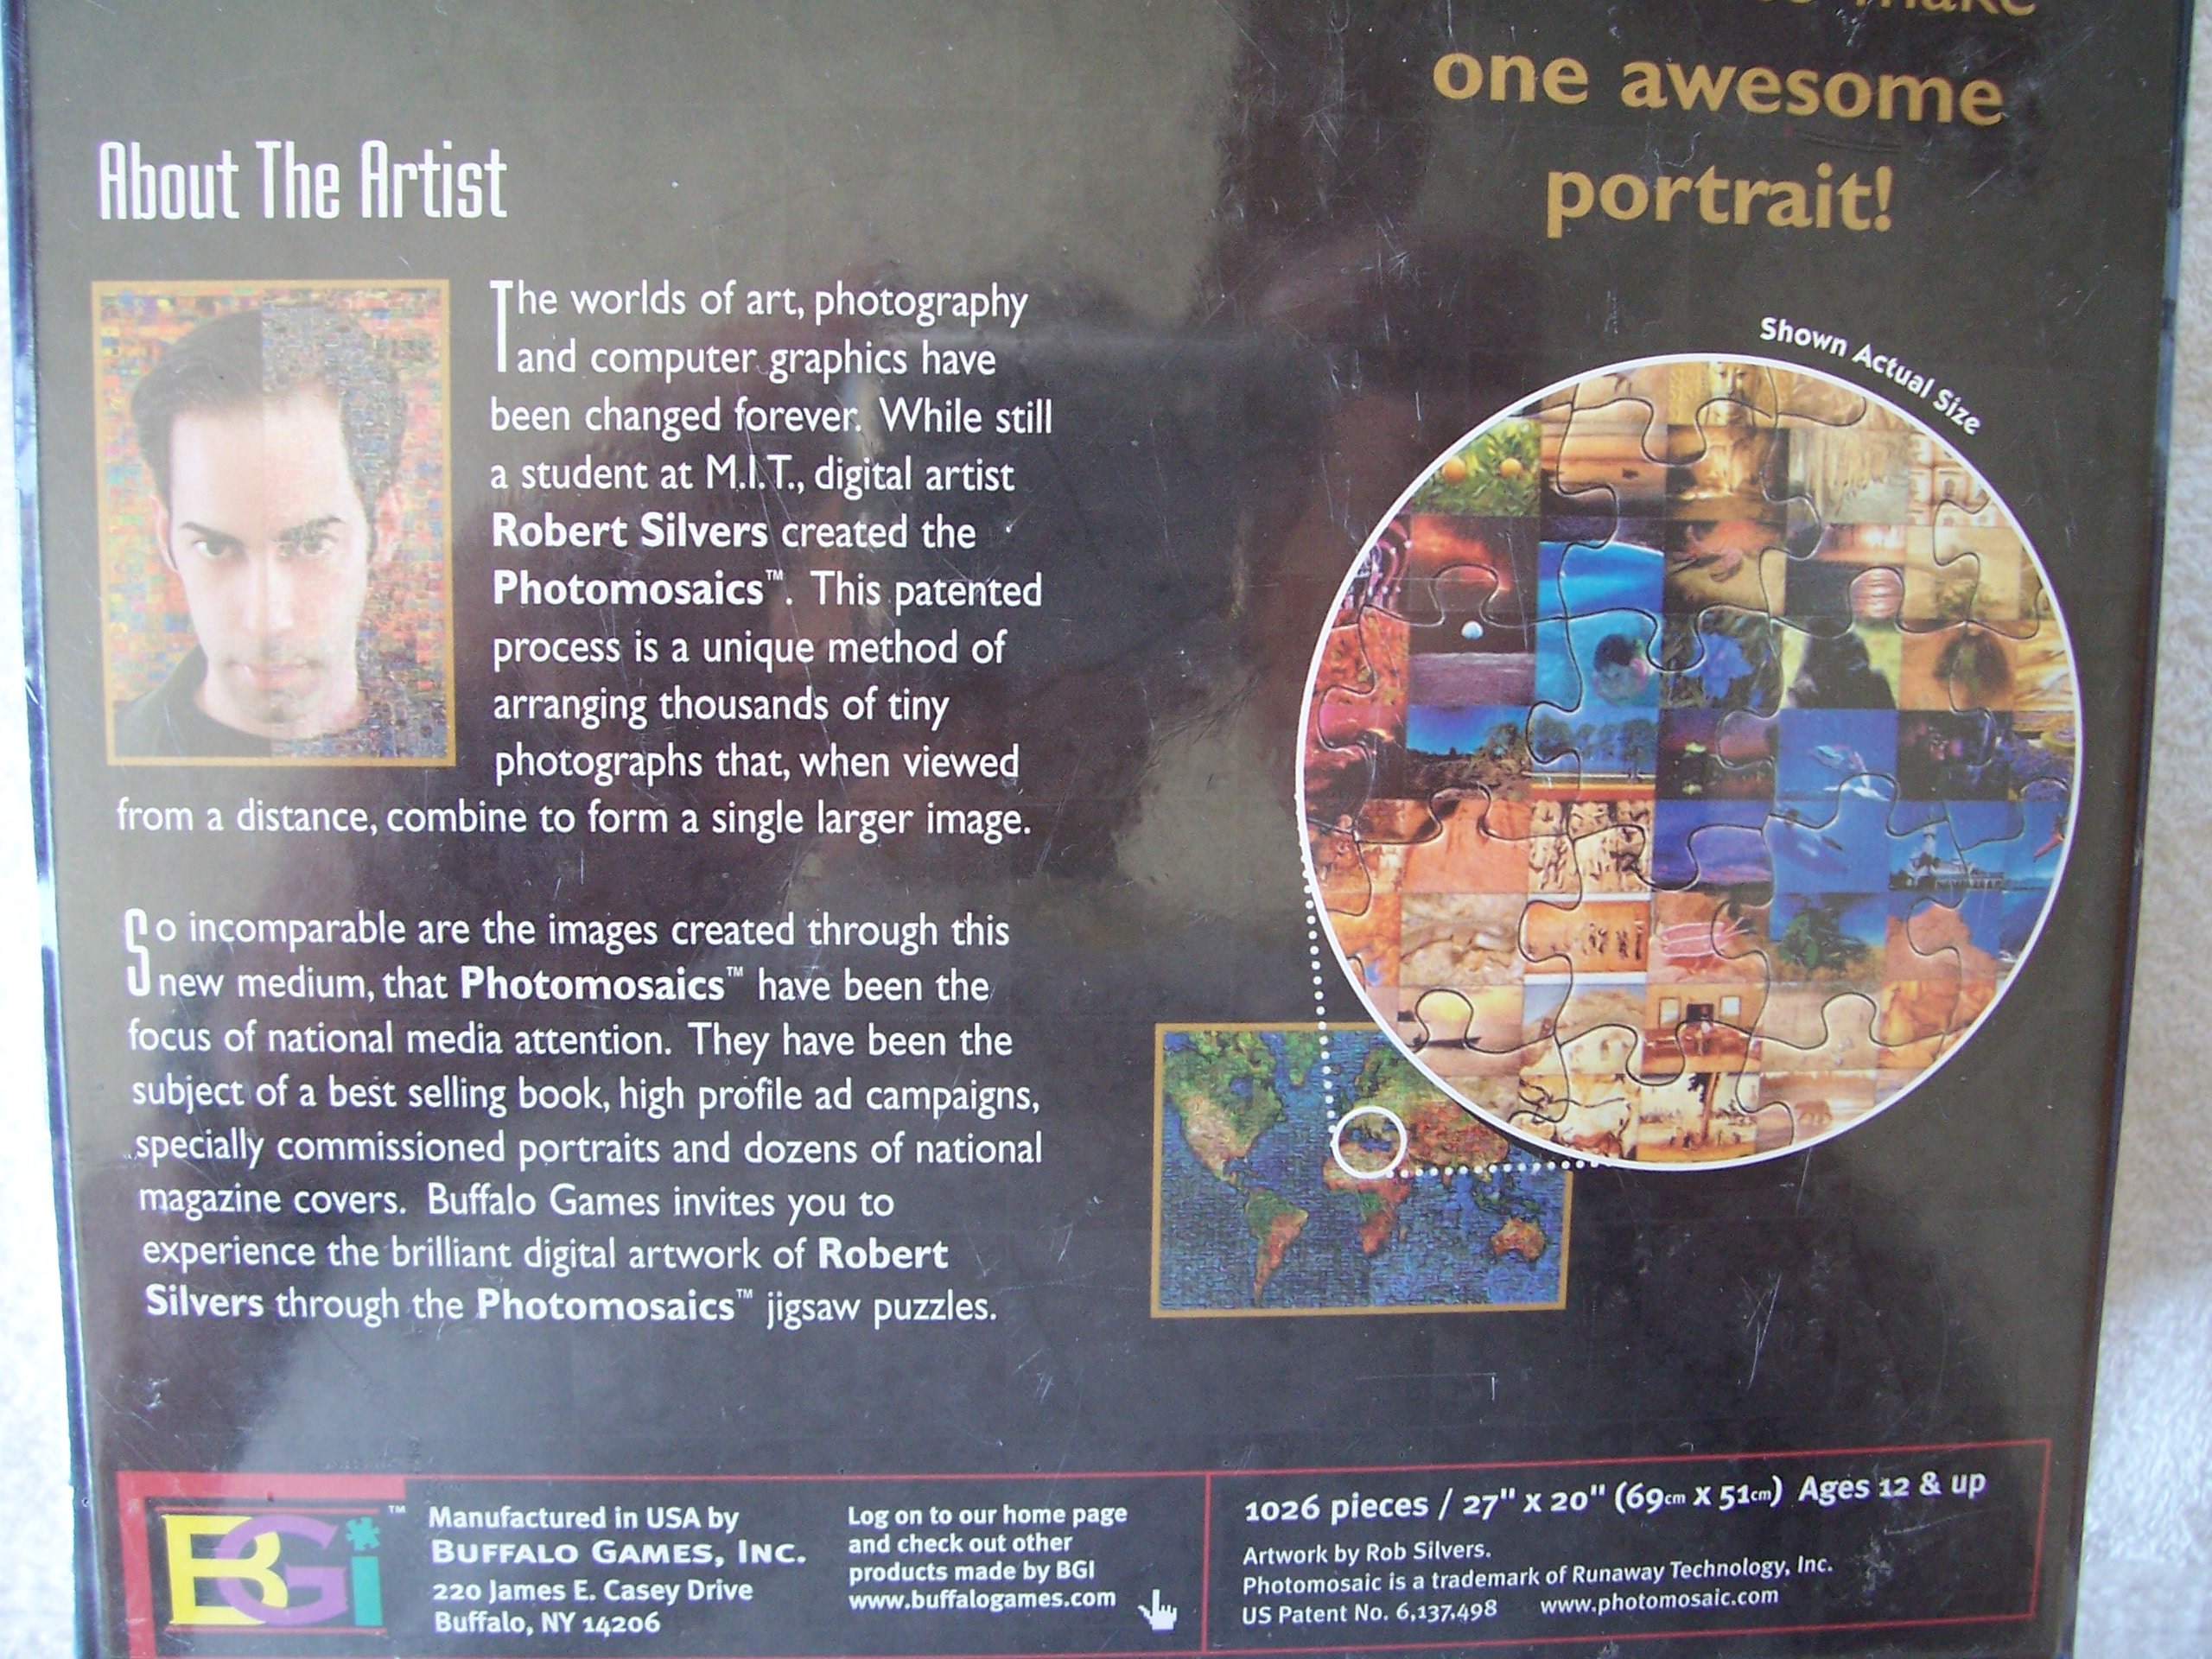 make
one awesome
portrait!
About The Artist
The worlds of art, photography
and computer graphics have
been changed forever. While still
a student at M.I.T., digital artist
Robert Silvers created the
Photomosaics™. This patented
process is a unique method of
arranging thousands of tiny
photographs that, when viewed
from a distance, combine to form a single larger image.
So incomparable are the images created through this
new medium, that Photomosaics™ have been the
focus of national media attention. They have been the
subject of a best selling book, high profile ad campaigns,
specially commissioned portraits and dozens of national
magazine covers. Buffalo Games invites you to
experience the brilliant digital artwork of Robert
Silvers through the Photomosaics™ jigsaw puzzles.
Shown Actual Size
BGi™
Manufactured in USA by
BUFFALO GAMES, INC.
220 James E. Casey Drive
Buffalo, NY 14206
Log on to our home page
and check out other
products made by BGI
www.buffalogames.com
1026 pieces / 27" x 20" (69cm X 51cm) Ages 12 & up
Artwork by Rob Silvers.
Photomosaic is a trademark of Runaway Technology, Inc.
US Patent No. 6,137,498 www.photomosaic.com